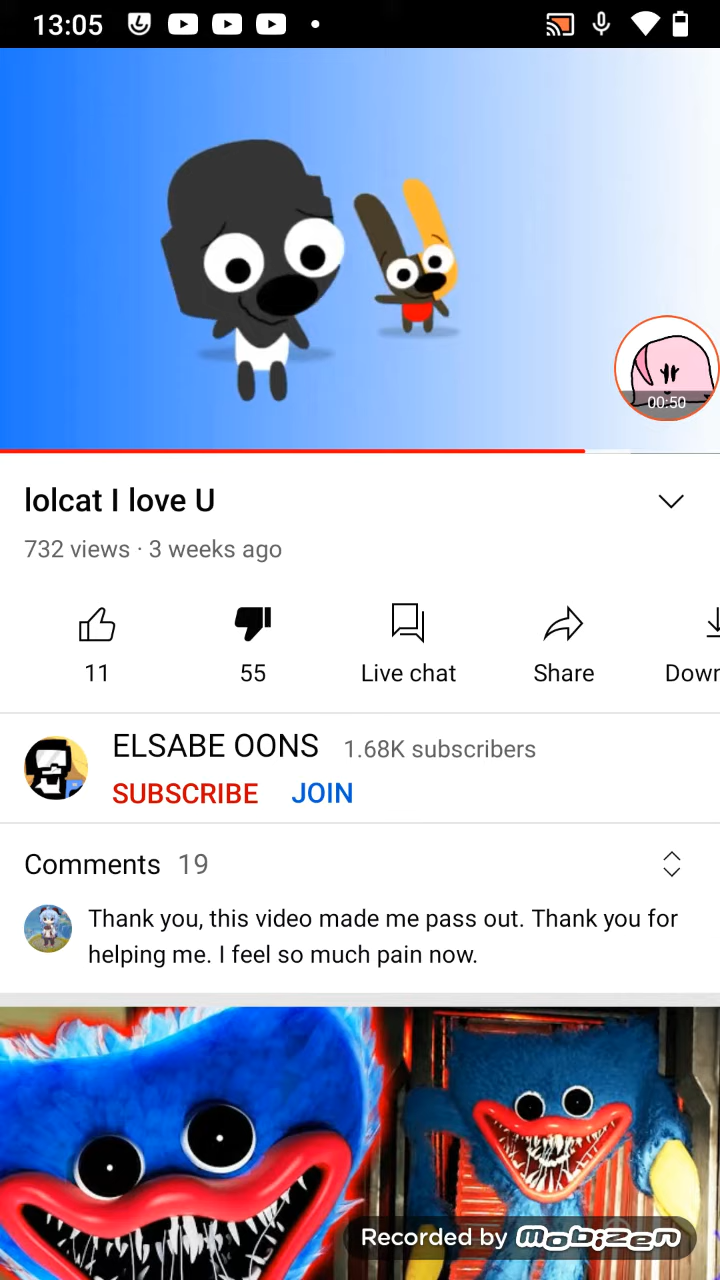 13:05
00:50
lolcat I love U
732 views · 3 weeks ago
11
55
Live chat
Share
Down
ELSABE OONS 1.68K subscribers
SUBSCRIBE JOIN
Comments 19
Thank you, this video made me pass out. Thank you for
helping me. I feel so much pain now.
Recorded by mobizen